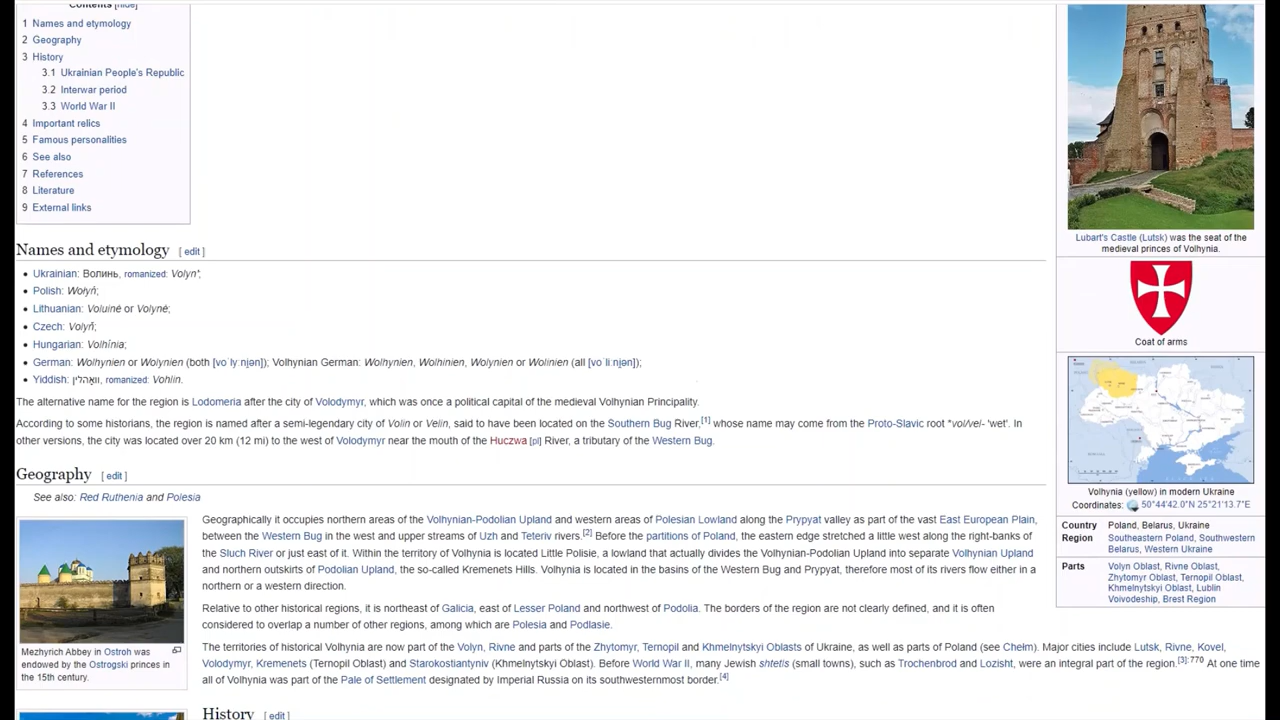 Contents [hide]
1 Names and etymology
2 Geography
3 History
3.1 Ukrainian People's Republic
3.2 Interwar period
3.3 World War II
4 Important relics
5 Famous personalities
6 See also
7 References
8 Literature
9 External links
Names and etymology [ edit ]
• Ukrainian: Волинь, romanized: Volyn';
• Polish: Wołyń;
• Lithuanian: Voluinė or Volynė;
• Czech: Volyň;
• Hungarian: Volhínia;
• German: Wolhynien or Wolynien (both [voˈlyːni̯ən]); Volhynian German: Wolhynien, Wolhinien, Wolynien or Wolinien (all [voˈliːni̯ən]);
• Yiddish: וואָהלין, romanized: Vohlin.
The alternative name for the region is Lodomeria after the city of Volodymyr, which was once a political capital of the medieval Volhynian Principality.
According to some historians, the region is named after a semi-legendary city of Volin or Velin, said to have been located on the Southern Bug River,[1] whose name may come from the Proto-Slavic root *vol/vel- 'wet'. In
other versions, the city was located over 20 km (12 mi) to the west of Volodymyr near the mouth of the Huczwa [pl] River, a tributary of the Western Bug.
Geography [ edit ]
See also: Red Ruthenia and Polesia
Geographically it occupies northern areas of the Volhynian-Podolian Upland and western areas of Polesian Lowland along the Prypyat valley as part of the vast East European Plain,
between the Western Bug in the west and upper streams of Uzh and Teteriv rivers.[2] Before the partitions of Poland, the eastern edge stretched a little west along the right-banks of
the Sluch River or just east of it. Within the territory of Volhynia is located Little Polisie, a lowland that actually divides the Volhynian-Podolian Upland into separate Volhynian Upland
and northern outskirts of Podolian Upland, the so-called Kremenets Hills. Volhynia is located in the basins of the Western Bug and Prypyat, therefore most of its rivers flow either in a
northern or a western direction.
Relative to other historical regions, it is northeast of Galicia, east of Lesser Poland and northwest of Podolia. The borders of the region are not clearly defined, and it is often
considered to overlap a number of other regions, among which are Polesia and Podlasie.
The territories of historical Volhynia are now part of the Volyn, Rivne and parts of the Zhytomyr, Ternopil and Khmelnytskyi Oblasts of Ukraine, as well as parts of Poland (see Chełm). Major cities include Lutsk, Rivne, Kovel,
Volodymyr, Kremenets (Ternopil Oblast) and Starokostiantyniv (Khmelnytskyi Oblast). Before World War II, many Jewish shtetls (small towns), such as Trochenbrod and Lozisht, were an integral part of the region.[3]:770 At one time
all of Volhynia was part of the Pale of Settlement designated by Imperial Russia on its southwesternmost border.[4]
Mezhyrich Abbey in Ostroh was
endowed by the Ostrogski princes in
the 15th century.
History [ edit ]
Lubart's Castle (Lutsk) was the seat of the
medieval princes of Volhynia.
Coat of arms
Volhynia (yellow) in modern Ukraine
Coordinates: 50°44′42.0″N 25°21′13.7″E
Country Poland, Belarus, Ukraine
Region Southeastern Poland, Southwestern
Belarus, Western Ukraine
Parts Volyn Oblast, Rivne Oblast,
Zhytomyr Oblast, Ternopil Oblast,
Khmelnytskyi Oblast, Lublin
Voivodeship, Brest Region